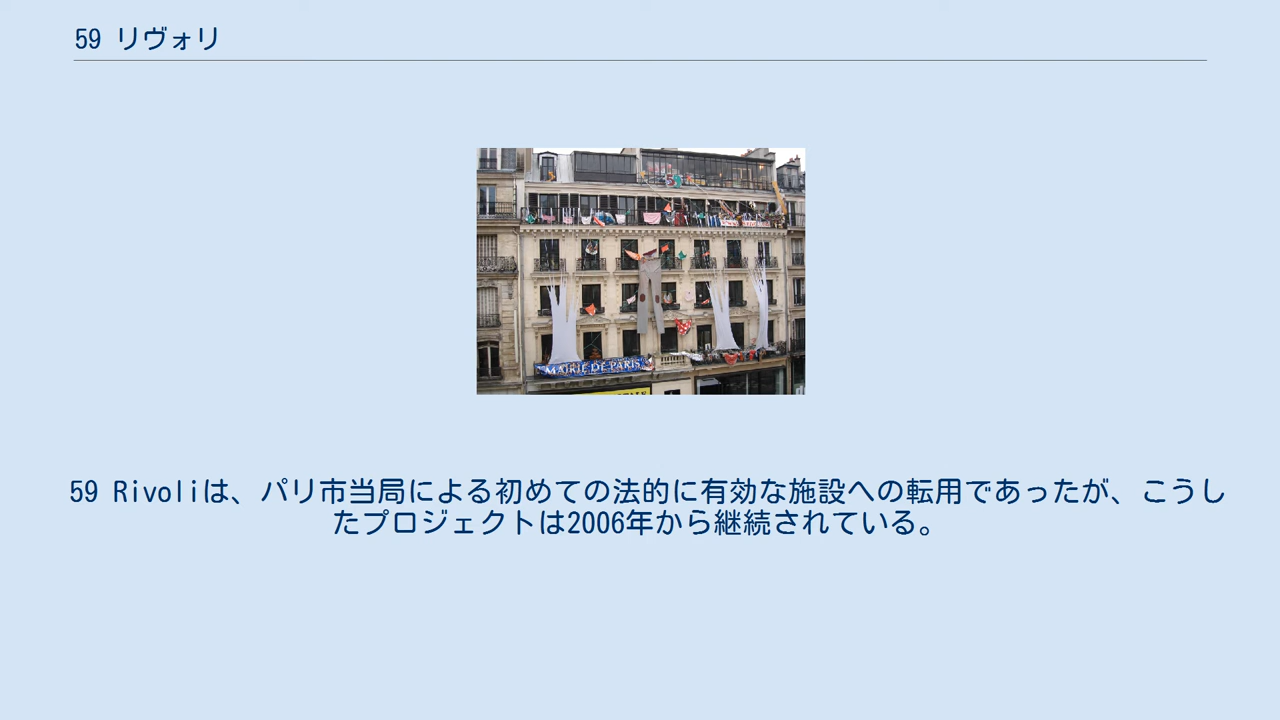 59 リヴォリ
MAIRIE DE PARIS
59 Rivoliは、パリ市当局による初めての法的に有効な施設への転用であったが、こうし
たプロジェクトは2006年から継続されている。